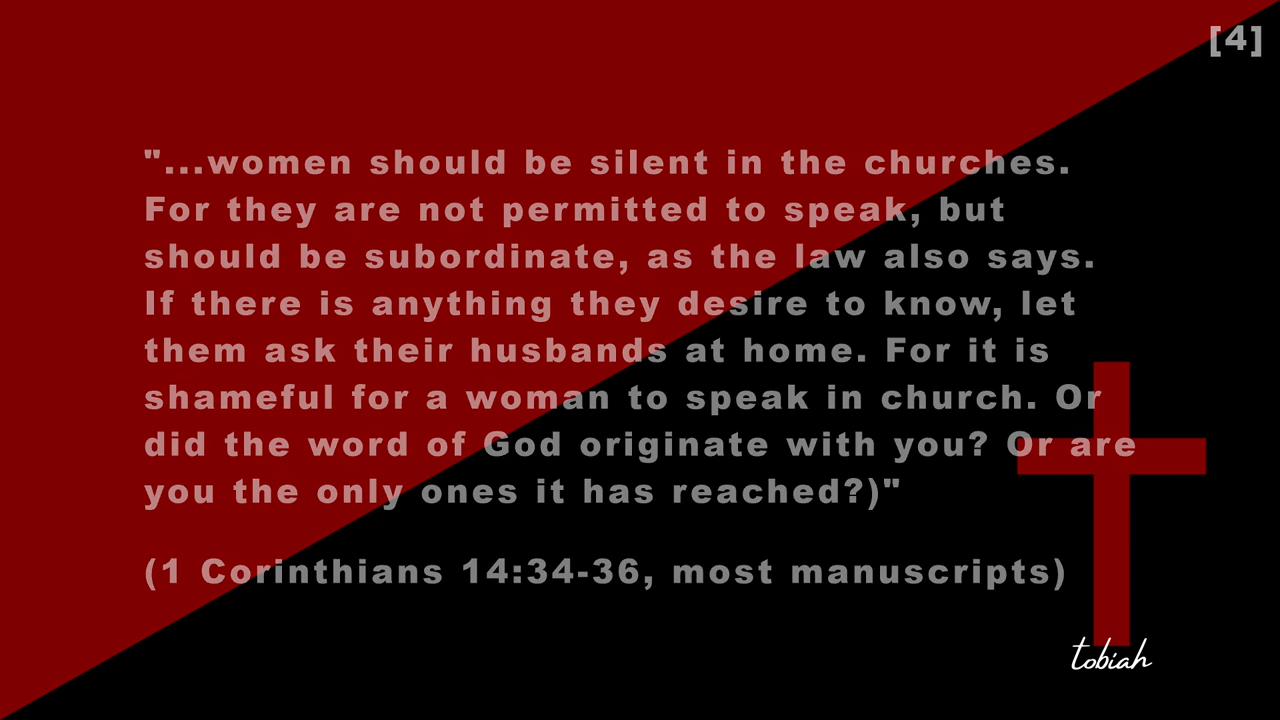 [4]
"...women should be silent in the churches.
For they are not permitted to speak, but
should be subordinate, as the law also says.
If there is anything they desire to know, let
them ask their husbands at home. For it is
shameful for a woman to speak in church. Or
did the word of God originate with you? Or are
you the only ones it has reached?)"
(1 Corinthians 14:34-36, most manuscripts)
tobiah